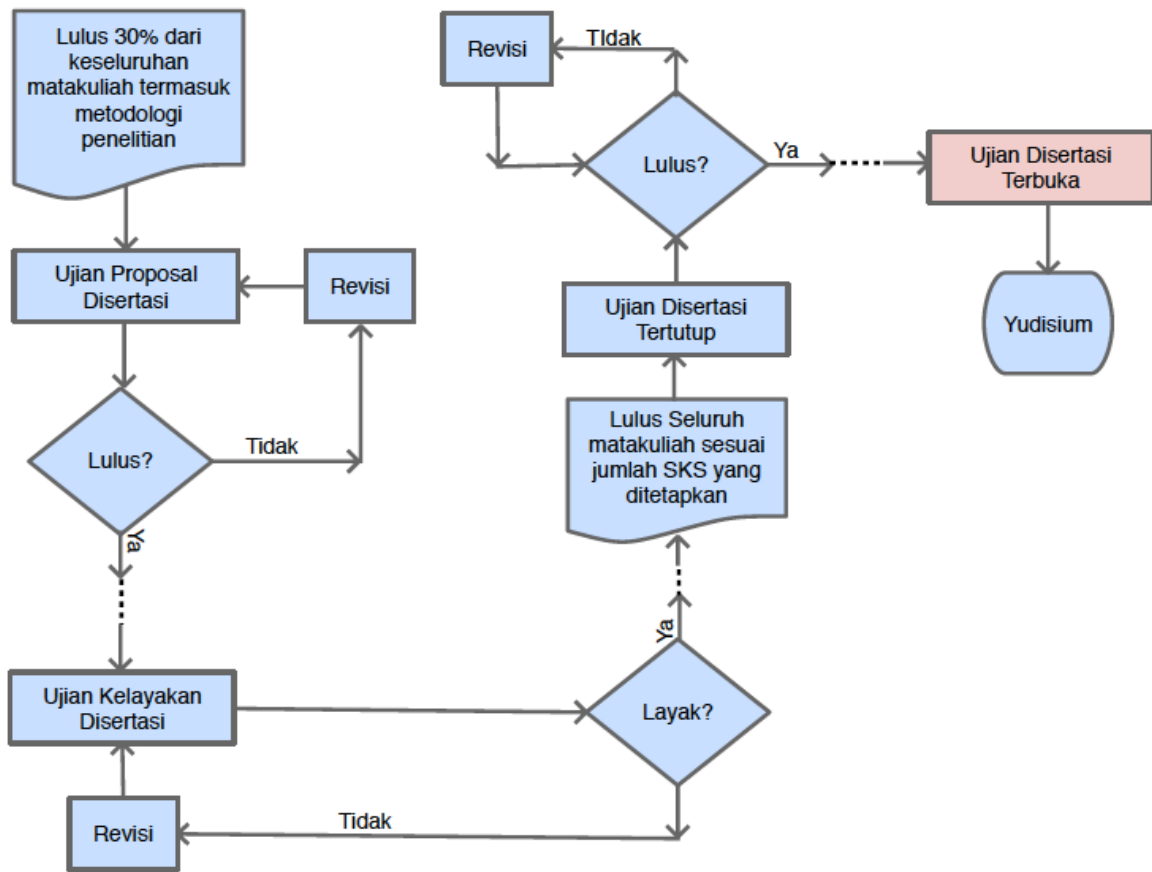 Lulus 30% dari
keseluruhan
matakuliah termasuk
metodologi
penelitian
Ujian Proposal
Disertasi
Revisi
Lulus?
Tidak
Ya
Ujian Kelayakan
Disertasi
Revisi
Tidak
Layak?
Ya
Lulus Seluruh
matakuliah sesuai
jumlah SKS yang
ditetapkan
Ujian Disertasi
Tertutup
Lulus?
TIdak
Revisi
Ya
Ujian Disertasi
Terbuka
Yudisium